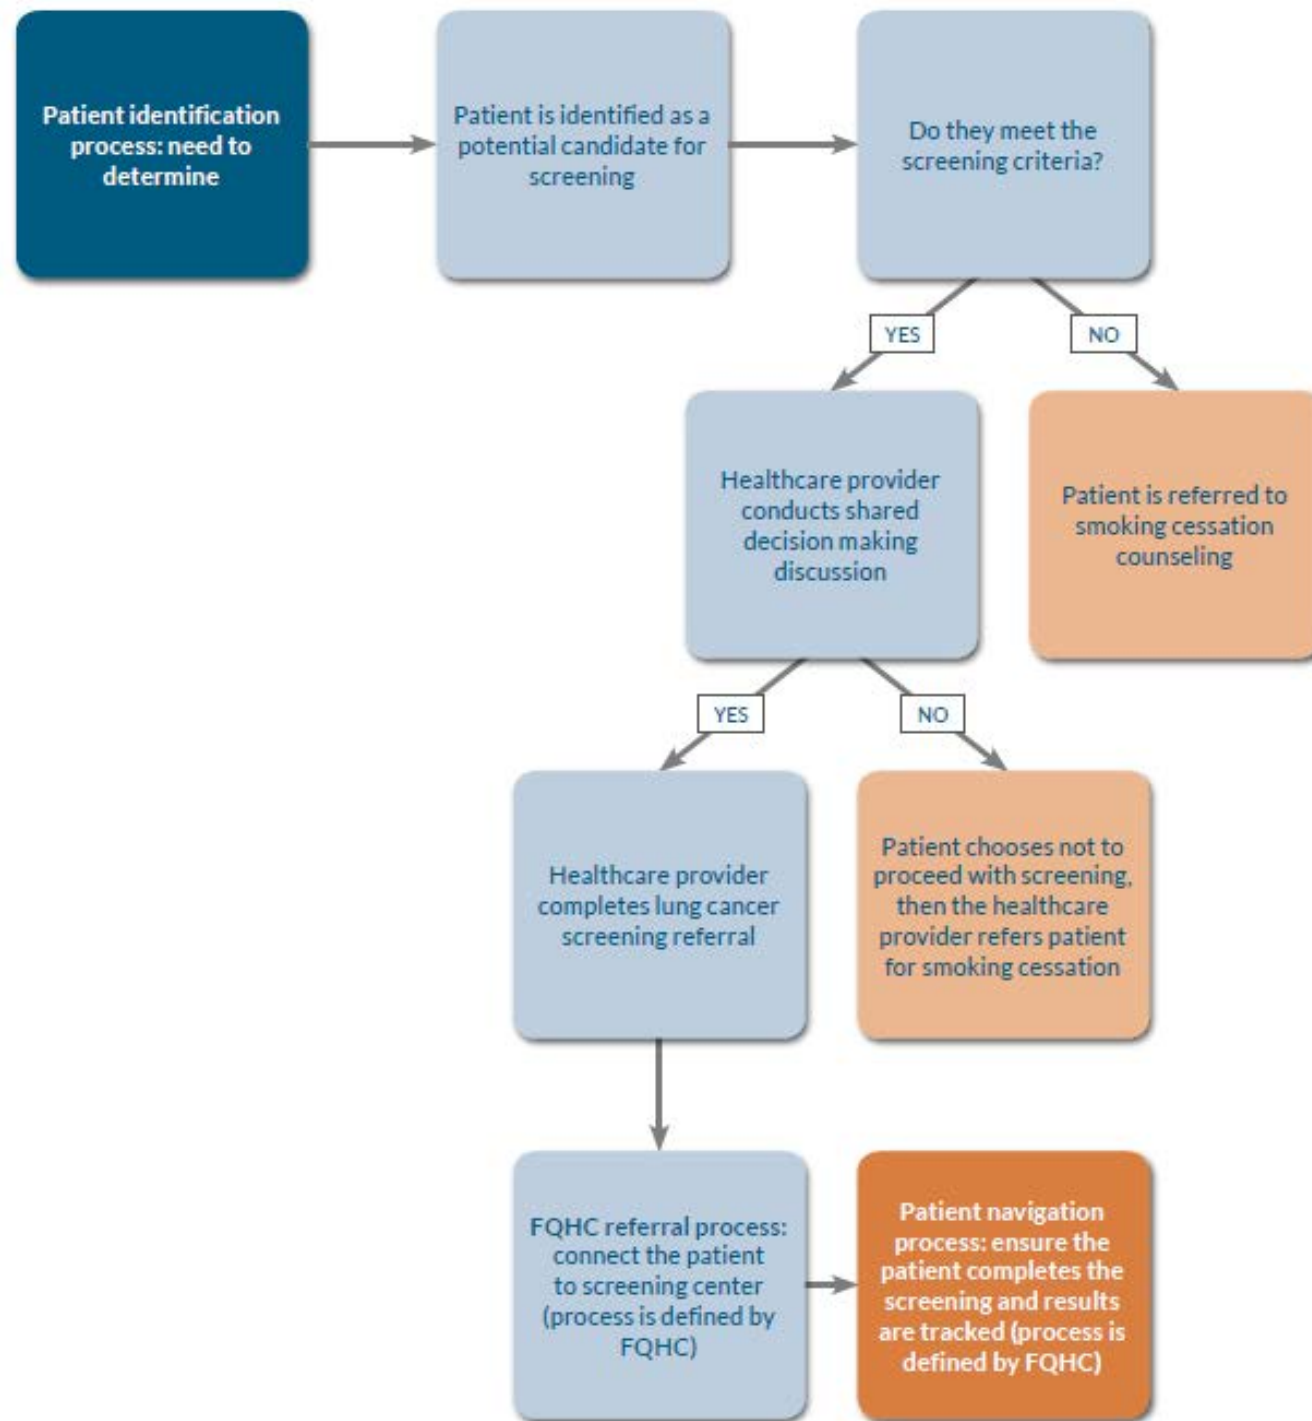 Patient identification
process: need to
determine
Patient is identified as a
potential candidate for
screening
Do they meet the
screening criteria?
YES
NO
Healthcare provider
conducts shared
decision making
discussion
Patient is referred to
smoking cessation
counseling
YES
NO
Healthcare provider
completes lung cancer
screening referral
Patient chooses not to
proceed with screening,
then the healthcare
provider refers patient
for smoking cessation
FQHC referral process:
connect the patient
to screening center
(process is defined by
FQHC)
Patient navigation
process: ensure the
patient completes the
screening and results
are tracked (process is
defined by FQHC)